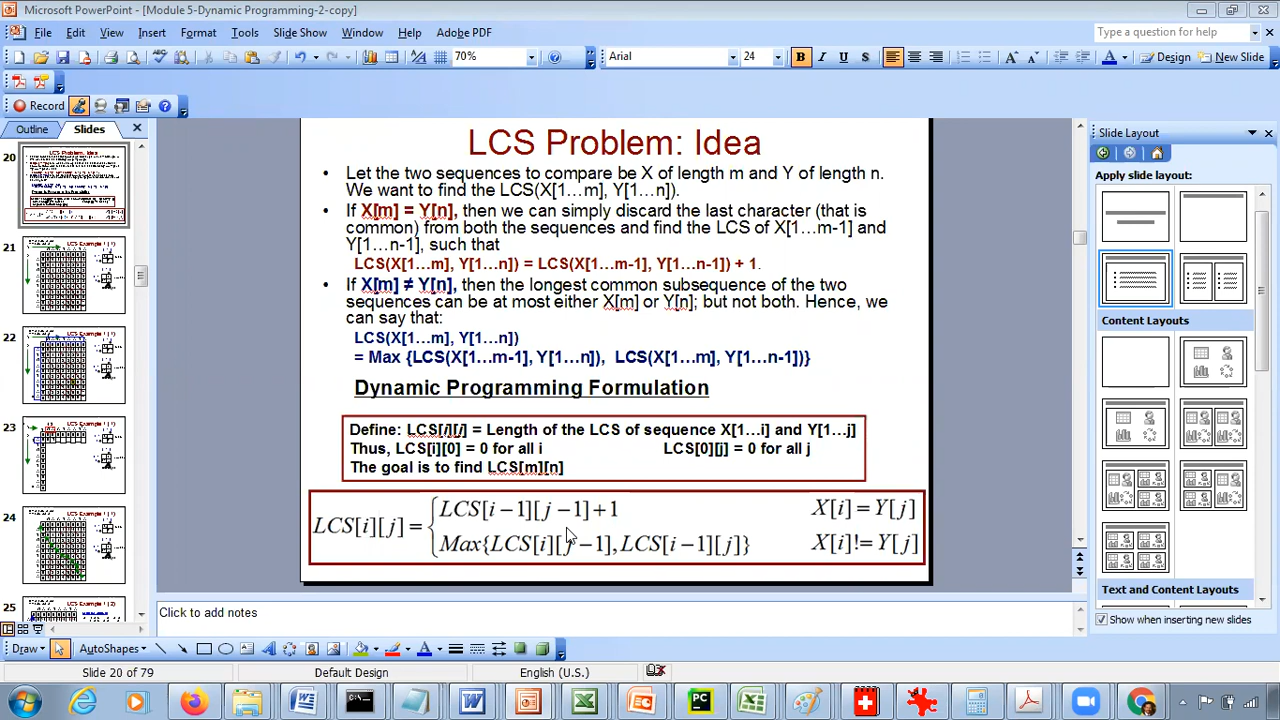 Microsoft PowerPoint - [Module 5-Dynamic Programming-2-copy]
File Edit View Insert Format Tools Slide Show Window Help Adobe PDF
Type a question for help
70%
Arial
24
B I U S
A
Design
New Slide
Record
Outline
Slides
20
21
22
23
24
25
LCS Problem: Idea
• Let the two sequences to compare be X of length m and Y of length n.
We want to find the LCS(X[1…m], Y[1…n]).
• If X[m] = Y[n], then we can simply discard the last character (that is
common) from both the sequences and find the LCS of X[1…m-1] and
Y[1…n-1], such that
LCS(X[1…m], Y[1…n]) = LCS(X[1…m-1], Y[1…n-1]) + 1.
• If X[m] ≠ Y[n], then the longest common subsequence of the two
sequences can be at most either X[m] or Y[n]; but not both. Hence, we
can say that:
LCS(X[1…m], Y[1…n])
= Max {LCS(X[1…m-1], Y[1…n]), LCS(X[1…m], Y[1…n-1])}
Dynamic Programming Formulation
Define: LCS[i][j] = Length of the LCS of sequence X[1…i] and Y[1…j]
Thus, LCS[i][0] = 0 for all i LCS[0][j] = 0 for all j
The goal is to find LCS[m][n]
LCS[i−1][j−1]+1 X[i]=Y[j]
LCS[i][j] =
Max{LCS[i][j−1], LCS[i−1][j]} X[i]!=Y[j]
Slide Layout
Apply slide layout:
Content Layouts
Text and Content Layouts
Show when inserting new slides
Click to add notes
Draw
AutoShapes
Slide 20 of 79
Default Design
English (U.S.)